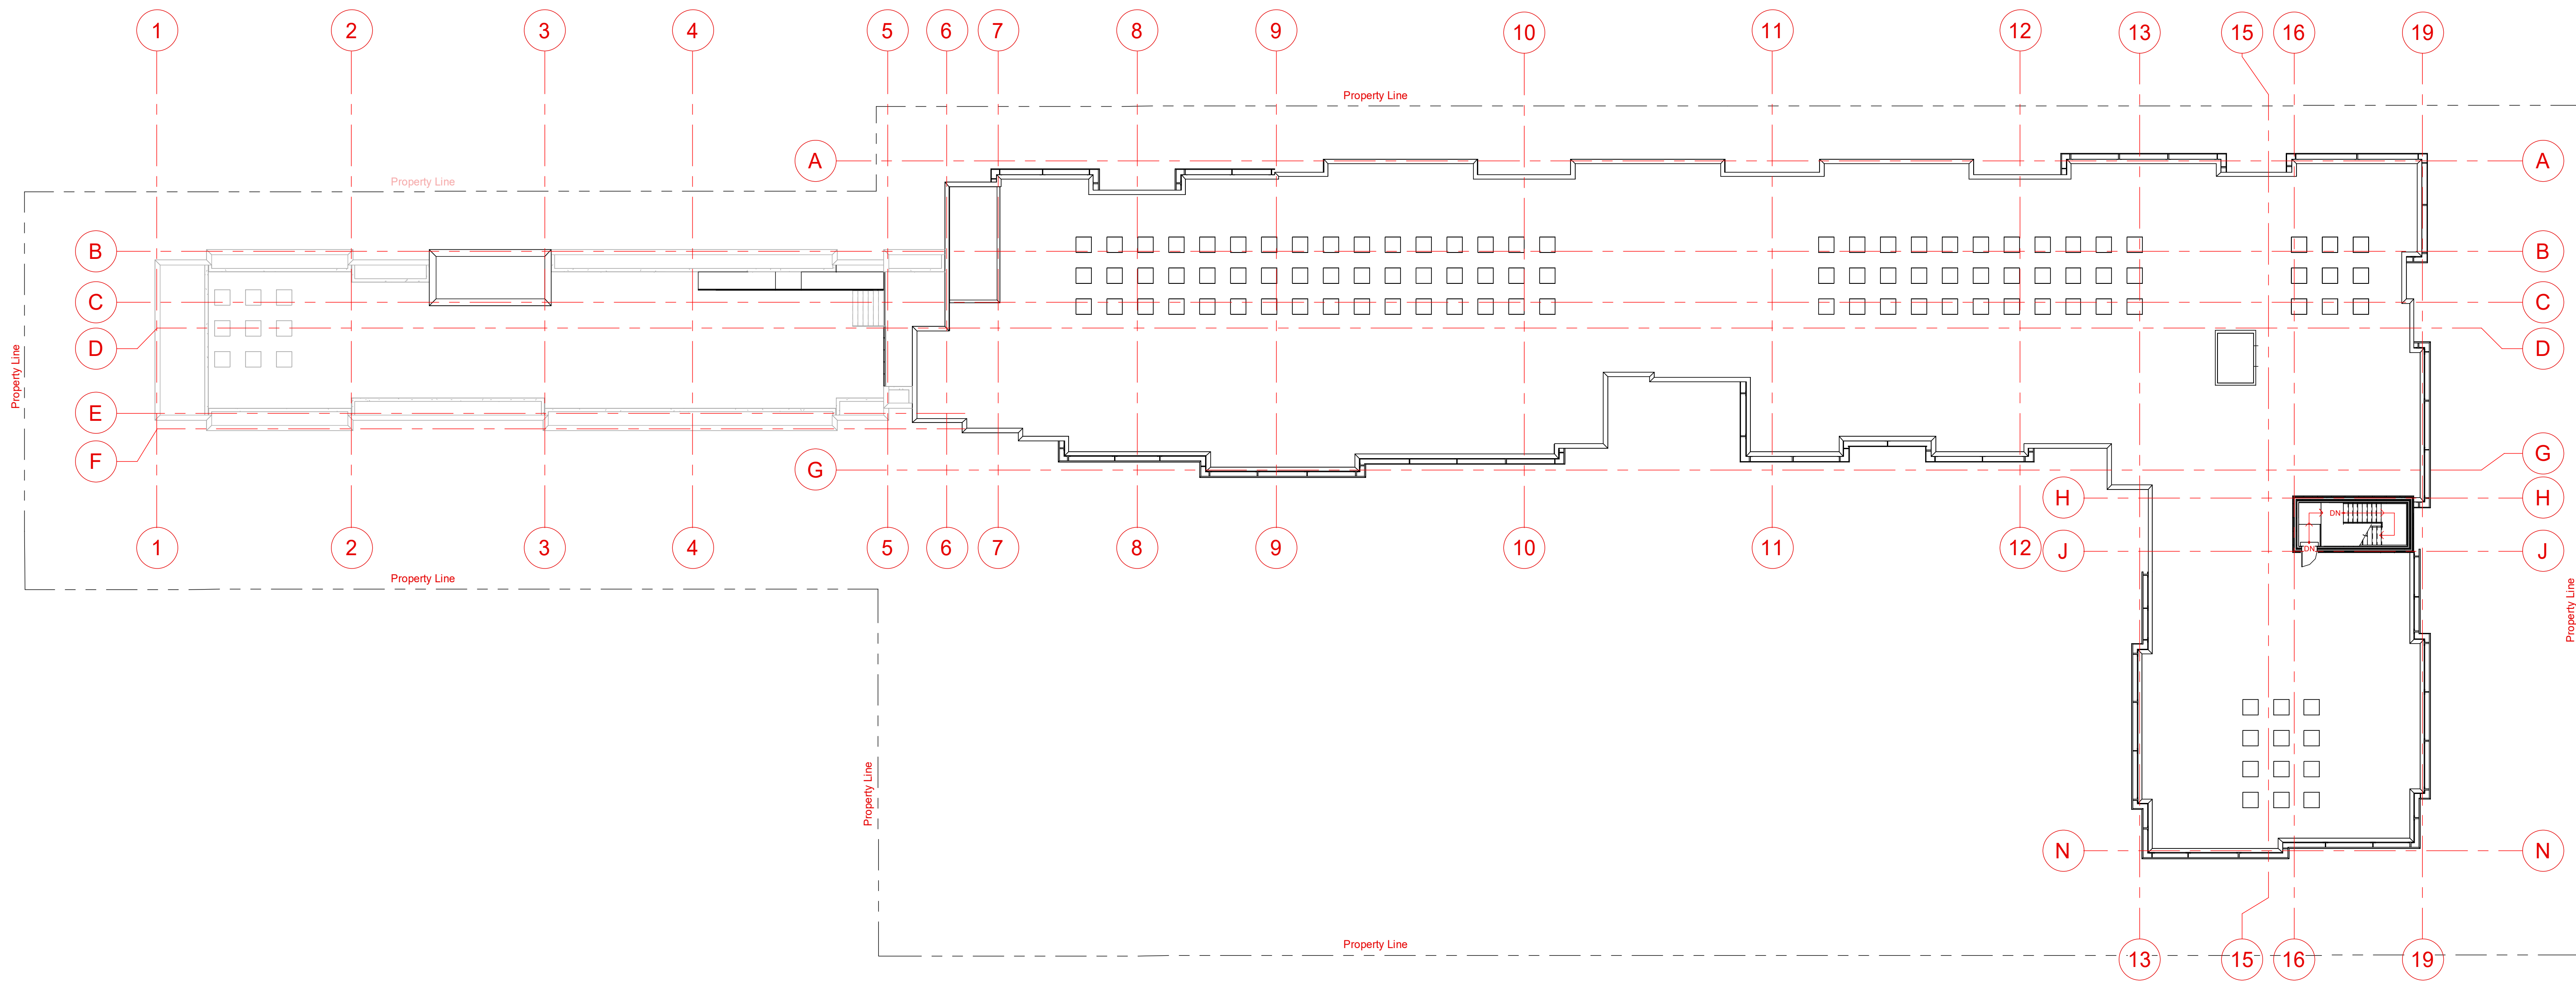 1 2 3 4 5 6 7 8 9 10 11 12 13 15 16 19
Property Line
A A
Property Line
B B
C C
D D
Property Line
E
F
G G
H H
DN
J J
DN
1 2 3 4 5 6 7 8 9 10 11 12
Property Line
Property Line
Property Line
N N
Property Line
13 15 16 19